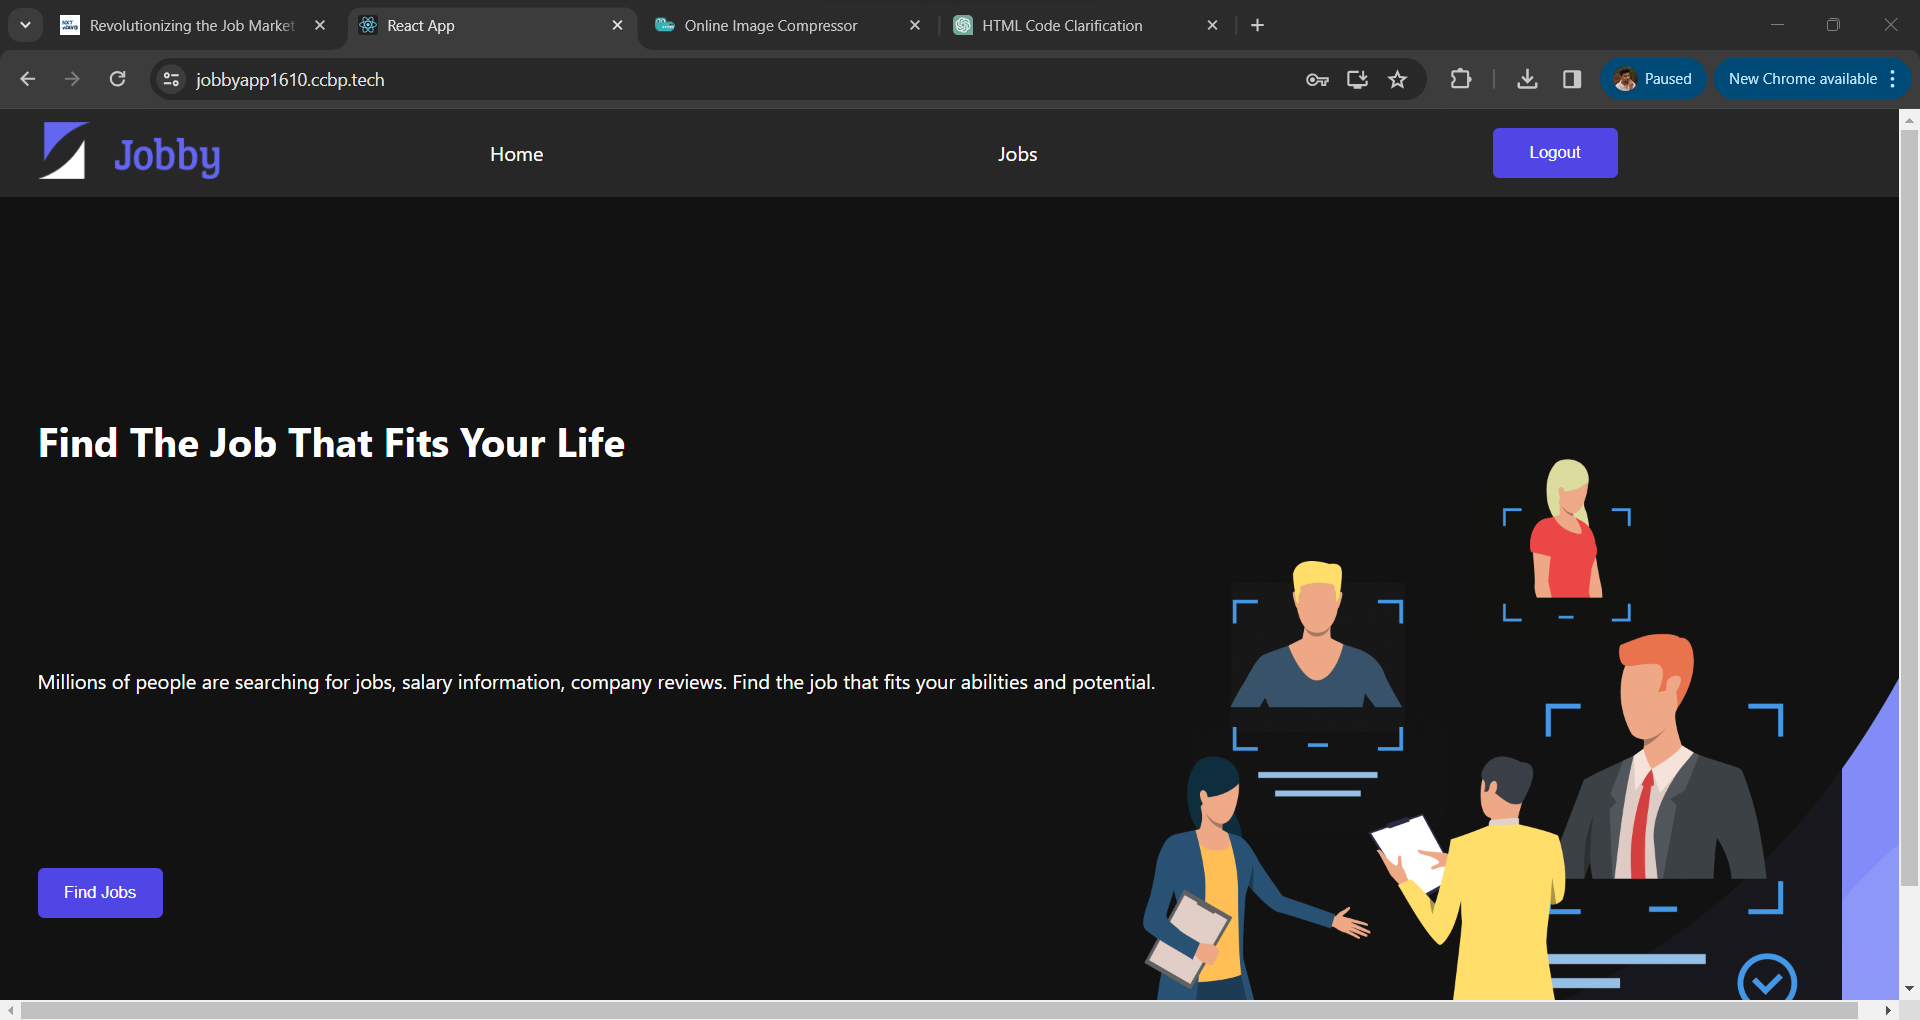 Revolutionizing the Job Market
React App
Online Image Compressor
HTML Code Clarification
jobbyapp1610.ccbp.tech
Paused
New Chrome available
Jobby
Home
Jobs
Logout
Find The Job That Fits Your Life
Millions of people are searching for jobs, salary information, company reviews. Find the job that fits your abilities and potential.
Find Jobs